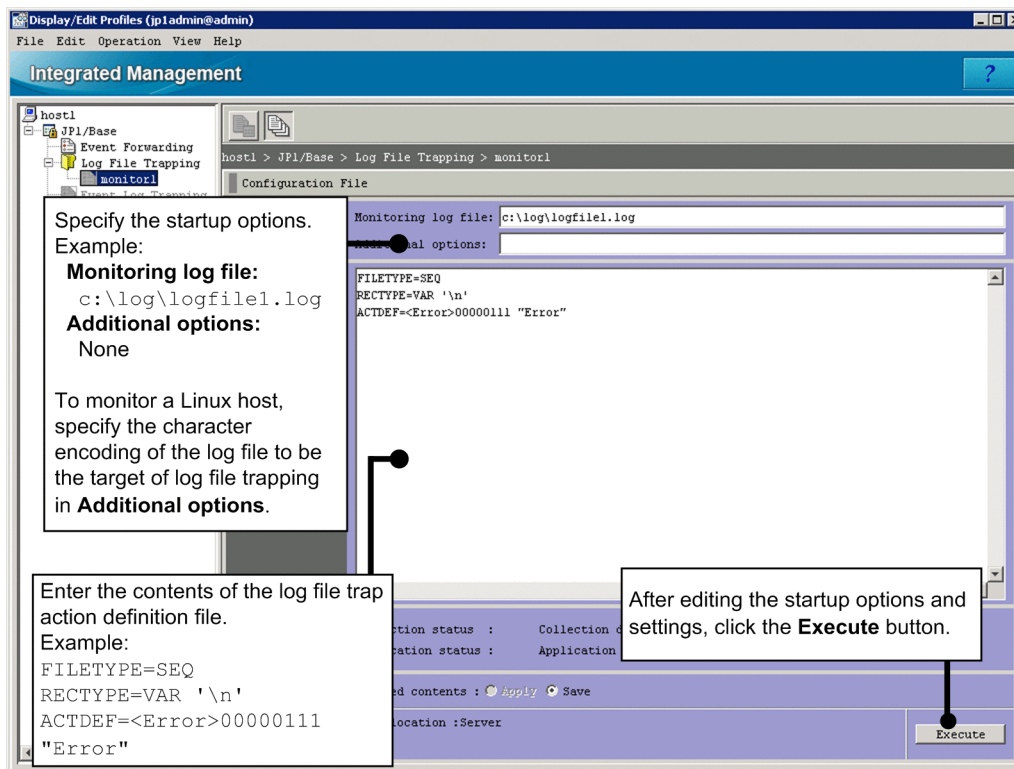 Display/Edit Profiles (jp1admin@admin)
File Edit Operation View Help
Integrated Management
?
host1
JP1/Base
Event Forwarding
Log File Trapping
monitor1
Event Log Trapping
host1 > JP1/Base > Log File Trapping > monitor1
Configuration File
Monitoring log file: c:\log\logfile1.log
options:
FILETYPE=SEQ
RECTYPE=VAR '\n'
ACTDEF=<Error>00000111 "Error"
Specify the startup options.
Example:
Monitoring log file:
c:\log\logfile1.log
Additional options:
None
To monitor a Linux host,
specify the character
encoding of the log file to be
the target of log file trapping
in Additional options.
Enter the contents of the log file trap
action definition file.
Example:
FILETYPE=SEQ
RECTYPE=VAR '\n'
ACTDEF=<Error>00000111
"Error"
After editing the startup options and
settings, click the Execute button.
status : Collection
status : Application
contents : Apply Save
location :Server
Execute